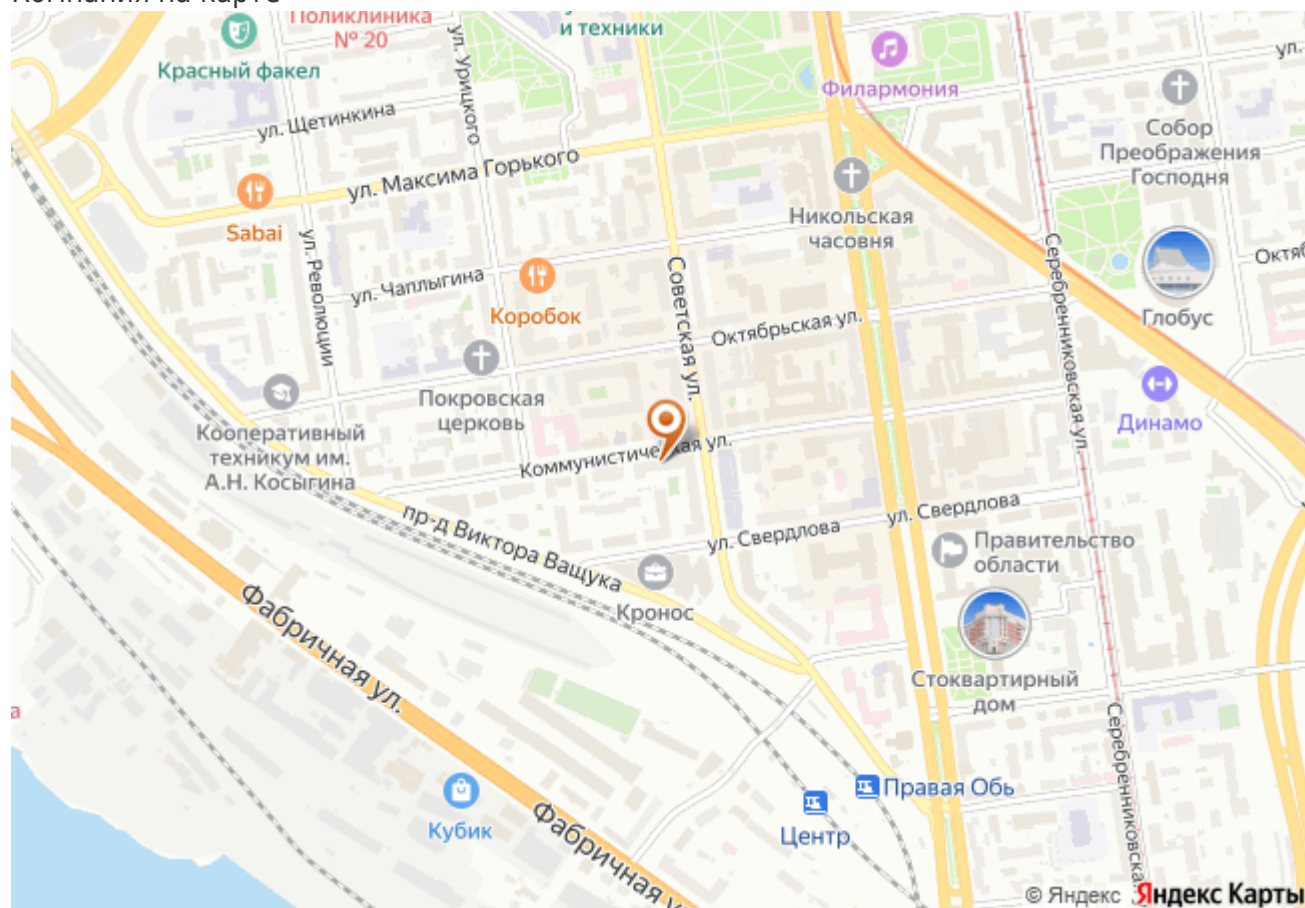 Поликлиника
№ 20
и техники
Красный факел
ул. Урицкого
Филармония
ул.
ул. Щетинкина
Собор
Преображения
Господня
ул. Максима Горького
Никольская
часовня
Sabai
ул. Революции
ул. Чаплыгина
Коробок
Советская ул.
Серебренниковская ул.
Глобус
Октябрьская ул.
Покровская
церковь
Динамо
Кооперативный
техникум им.
А.Н. Косыгина
Коммунистическая ул.
пр-д Виктора Ващука
ул. Свердлова
ул. Свердлова
Правительство
области
Кронос
Фабричная ул.
Стоквартирный
дом
Кубик
Правая Обь
Центр
Фабричная у
Серебренниковска
© Яндекс Яндекс Карты